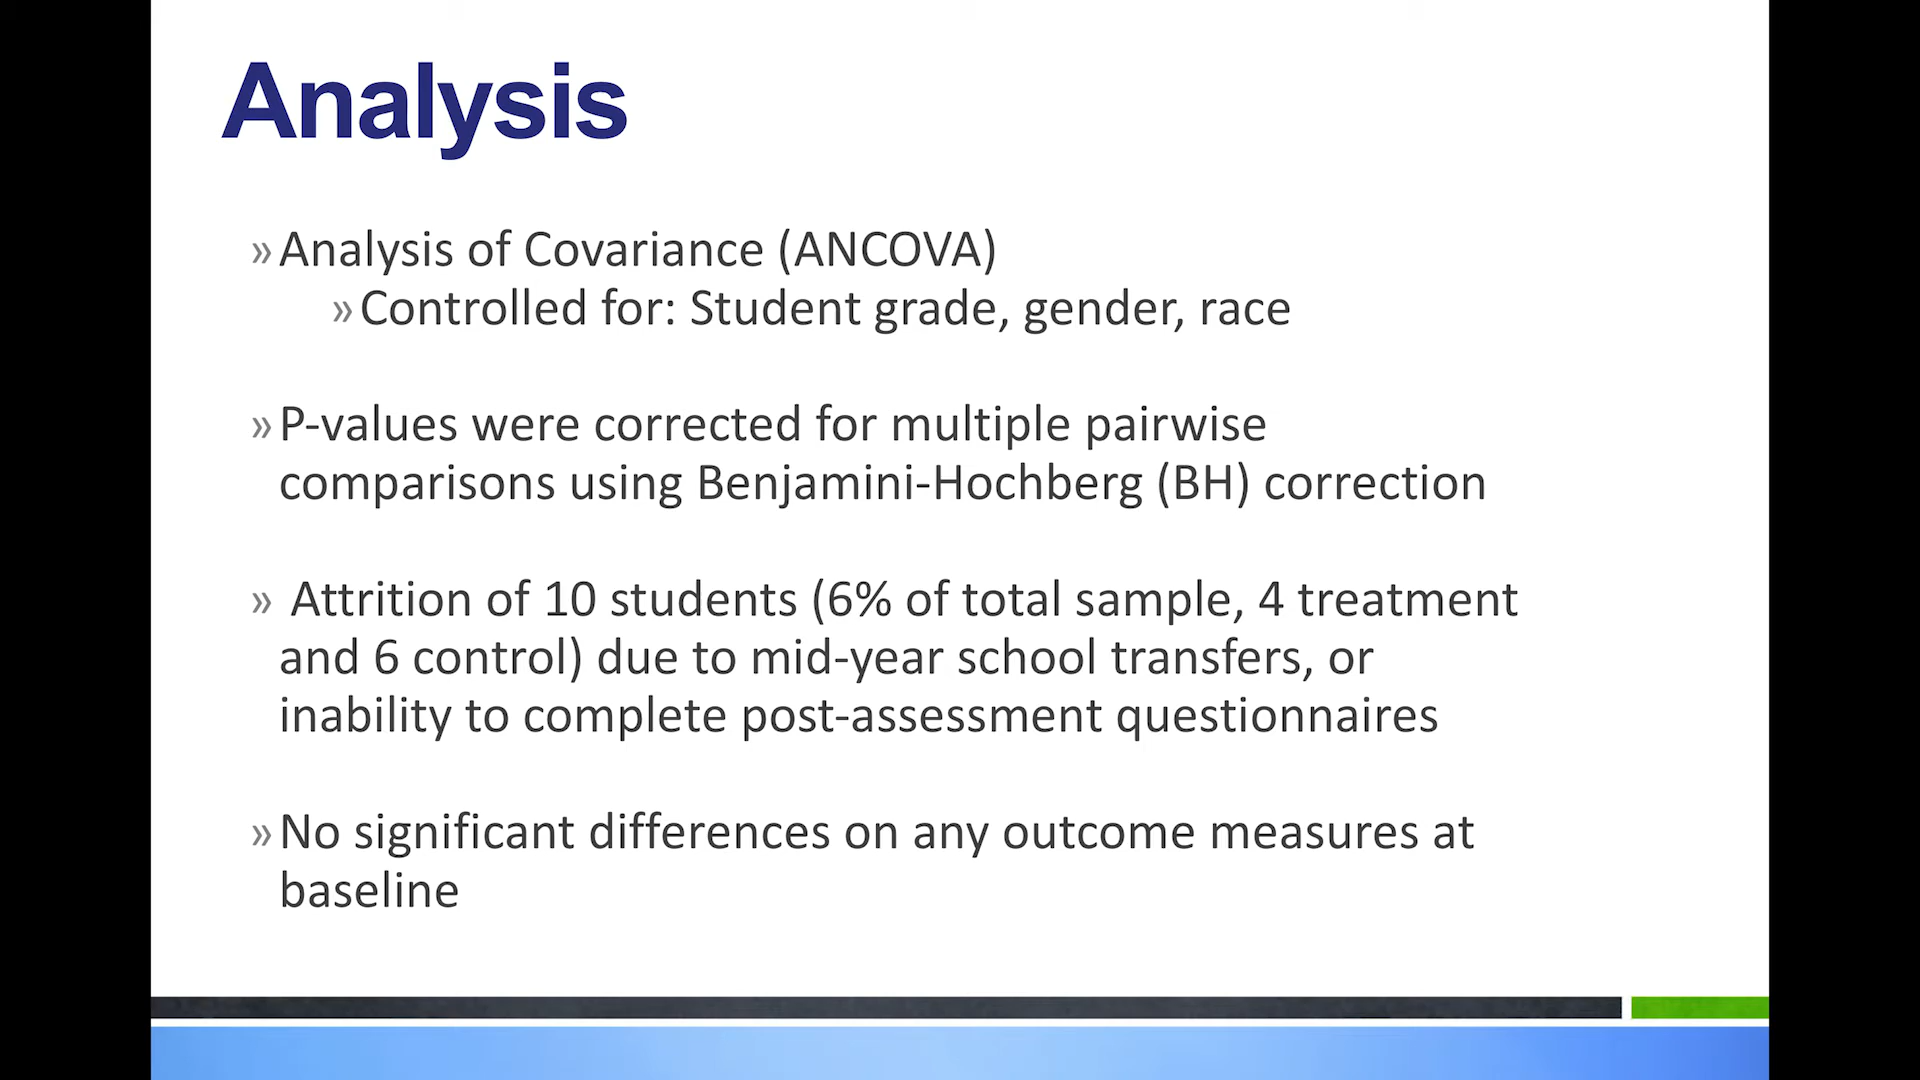 Analysis
»Analysis of Covariance (ANCOVA)
»Controlled for: Student grade, gender, race
»P-values were corrected for multiple pairwise
comparisons using Benjamini-Hochberg (BH) correction
» Attrition of 10 students (6% of total sample, 4 treatment
and 6 control) due to mid-year school transfers, or
inability to complete post-assessment questionnaires
»No significant differences on any outcome measures at
baseline